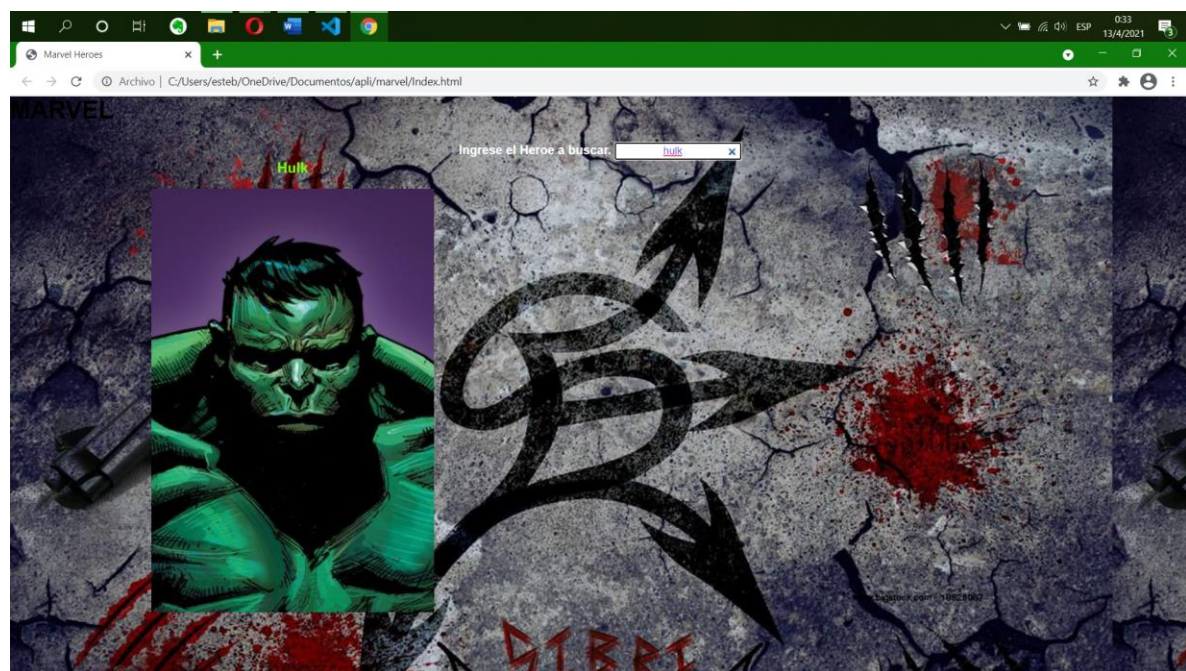 ESP
0:33
13/4/2021
3
Marvel Heroes
Archivo | C:/Users/esteb/OneDrive/Documentos/apli/marvel/Index.html
MARVEL
Ingrese el Heroe a buscar. hulk
Hulk